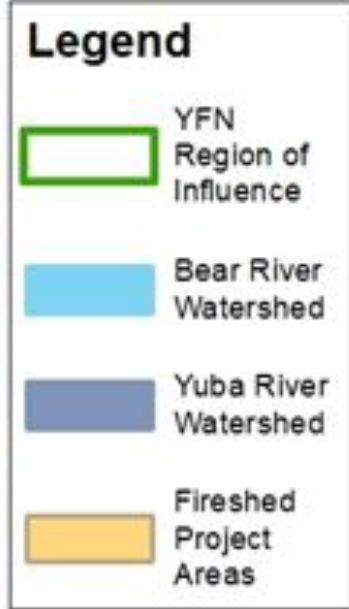 Legend
YFN
Region of
Influence
Bear River
Watershed
Yuba River
Watershed
Fireshed
Project
Areas